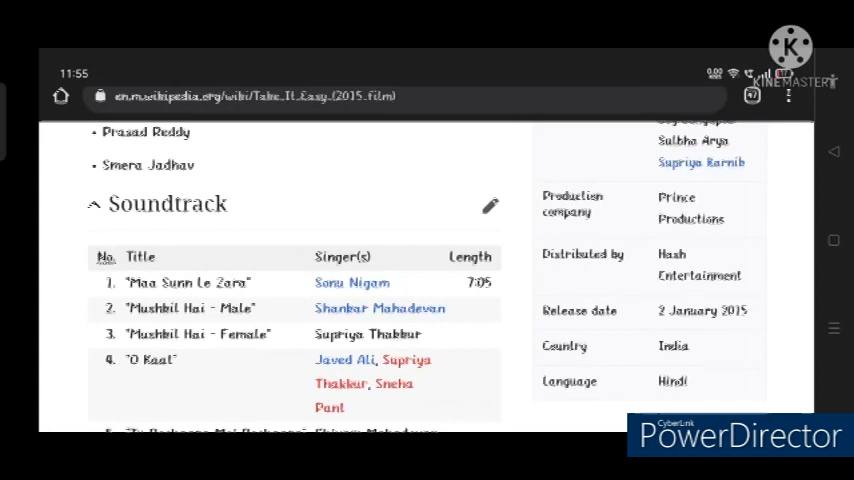 11:55
en.m.wikipedia.org/wiki/Take_It_Easy_(2015_film)
KINEMASTER
Prasad Reddy
Smera Jadhav
Soundtrack
No. Title Singer(s) Length
1. "Maa Sunn Le Zara" Sonu Nigam 7:05
2. "Mushkil Hai - Male" Shankar Mahadevan
3. "Mushkil Hai - Female" Supriya Thakkur
4. "O Kaat" Javed Ali, Supriya
Thakkur, Sneha
Pant
Sulbha Arya
Supriya Karnik
Production
company
Prince
Productions
Distributed by
Hash
Entertainment
Release date 2 January 2015
Country India
Language Hindi
CyberLink
PowerDirector